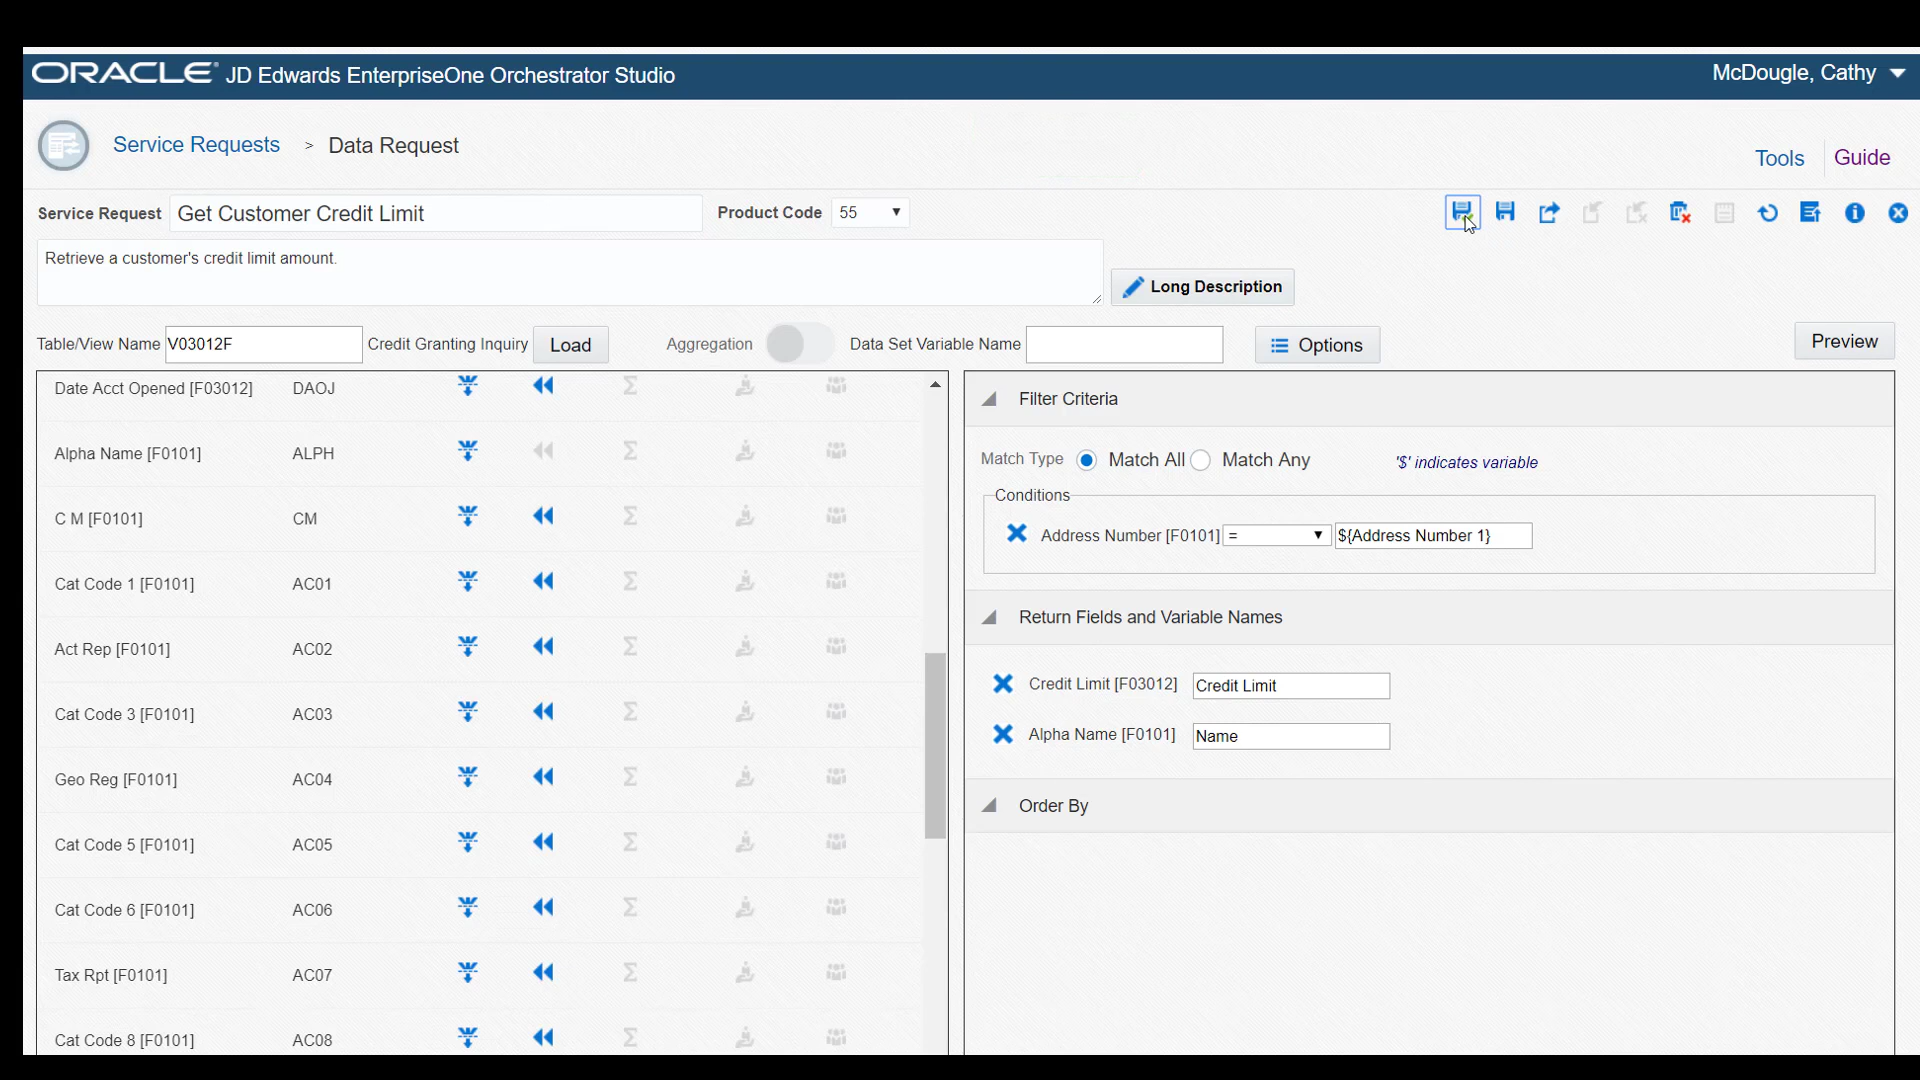 ORACLE® JD Edwards EnterpriseOne Orchestrator Studio
McDougle, Cathy
Service Requests > Data Request
Tools Guide
Service Request Get Customer Credit Limit Product Code 55
Retrieve a customer's credit limit amount.
Long Description
Table/View Name V03012F Credit Granting Inquiry Load Aggregation Data Set Variable Name Options Preview
Date Acct Opened [F03012] DAOJ
Alpha Name [F0101] ALPH
C M [F0101] CM
Cat Code 1 [F0101] AC01
Act Rep [F0101] AC02
Cat Code 3 [F0101] AC03
Geo Reg [F0101] AC04
Cat Code 5 [F0101] AC05
Cat Code 6 [F0101] AC06
Tax Rpt [F0101] AC07
Cat Code 8 [F0101] AC08
Filter Criteria
Match Type Match All Match Any '$' indicates variable
Conditions
Address Number [F0101] = ${Address Number 1}
Return Fields and Variable Names
Credit Limit [F03012] Credit Limit
Alpha Name [F0101] Name
Order By